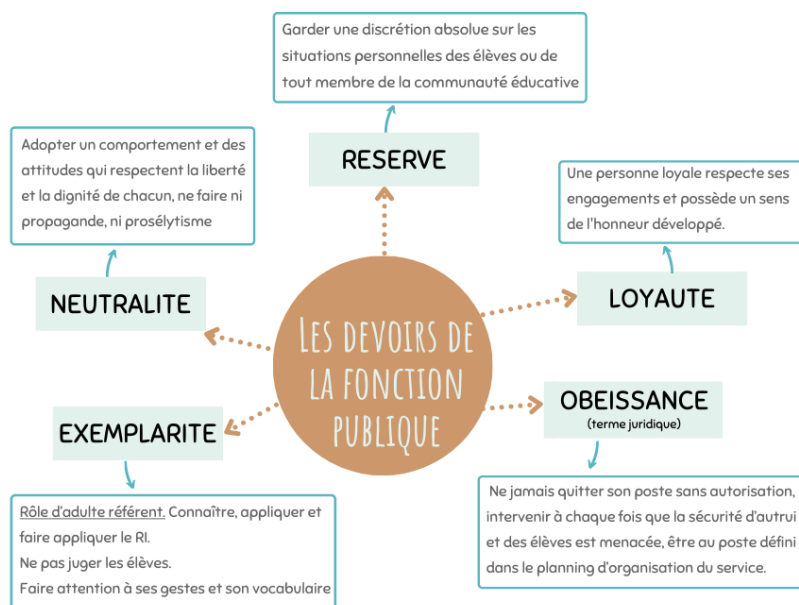 Garder une discrétion absolue sur les
situations personnelles des élèves ou de
tout membre de la communauté éducative
RESERVE
Adopter un comportement et des
attitudes qui respectent la liberté
et la dignité de chacun, ne faire ni
propagande, ni prosélytisme
NEUTRALITE
Une personne loyale respecte ses
engagements et possède un sens
de l'honneur développé.
LOYAUTE
LES DEVOIRS DE
LA FONCTION
PUBLIQUE
EXEMPLARITE
Rôle d'adulte référent. Connaître, appliquer et
faire appliquer le RI.
Ne pas juger les élèves.
Faire attention à ses gestes et son vocabulaire
OBEISSANCE
(terme juridique)
Ne jamais quitter son poste sans autorisation,
intervenir à chaque fois que la sécurité d'autrui
et des élèves est menacée, être au poste défini
dans le planning d'organisation du service.